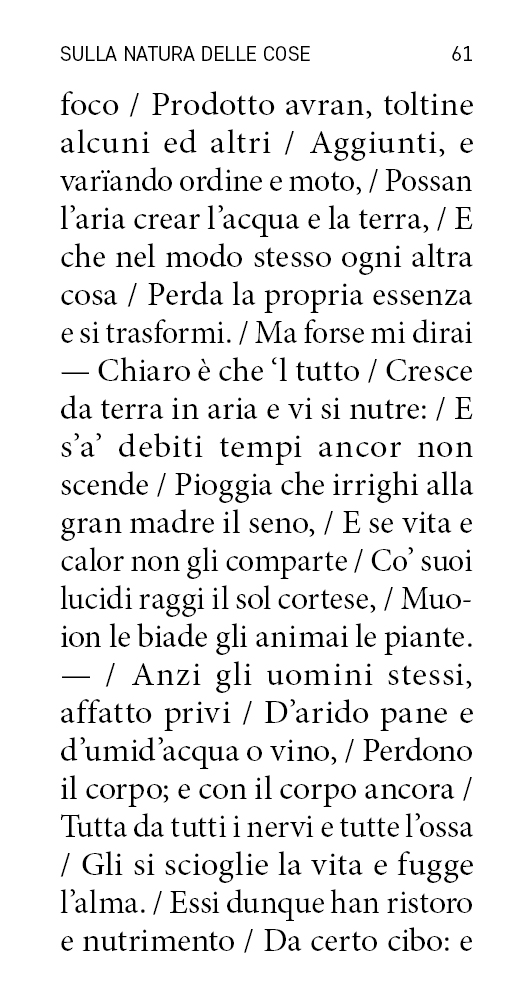 SULLA NATURA DELLE COSE 61
foco / Prodotto avran, toltine
alcuni ed altri / Aggiunti, e
varïando ordine e moto, / Possan
l’aria crear l’acqua e la terra, / E
che nel modo stesso ogni altra
cosa / Perda la propria essenza
e si trasformi. / Ma forse mi dirai
— Chiaro è che ‘l tutto / Cresce
da terra in aria e vi si nutre: / E
s’a’ debiti tempi ancor non
scende / Pioggia che irrighi alla
gran madre il seno, / E se vita e
calor non gli comparte / Co’ suoi
lucidi raggi il sol cortese, / Muo-
ion le biade gli animai le piante.
— / Anzi gli uomini stessi,
affatto privi / D’arido pane e
d’umid’acqua o vino, / Perdono
il corpo; e con il corpo ancora /
Tutta da tutti i nervi e tutte l’ossa
/ Gli si scioglie la vita e fugge
l’alma. / Essi dunque han ristoro
e nutrimento / Da certo cibo: e